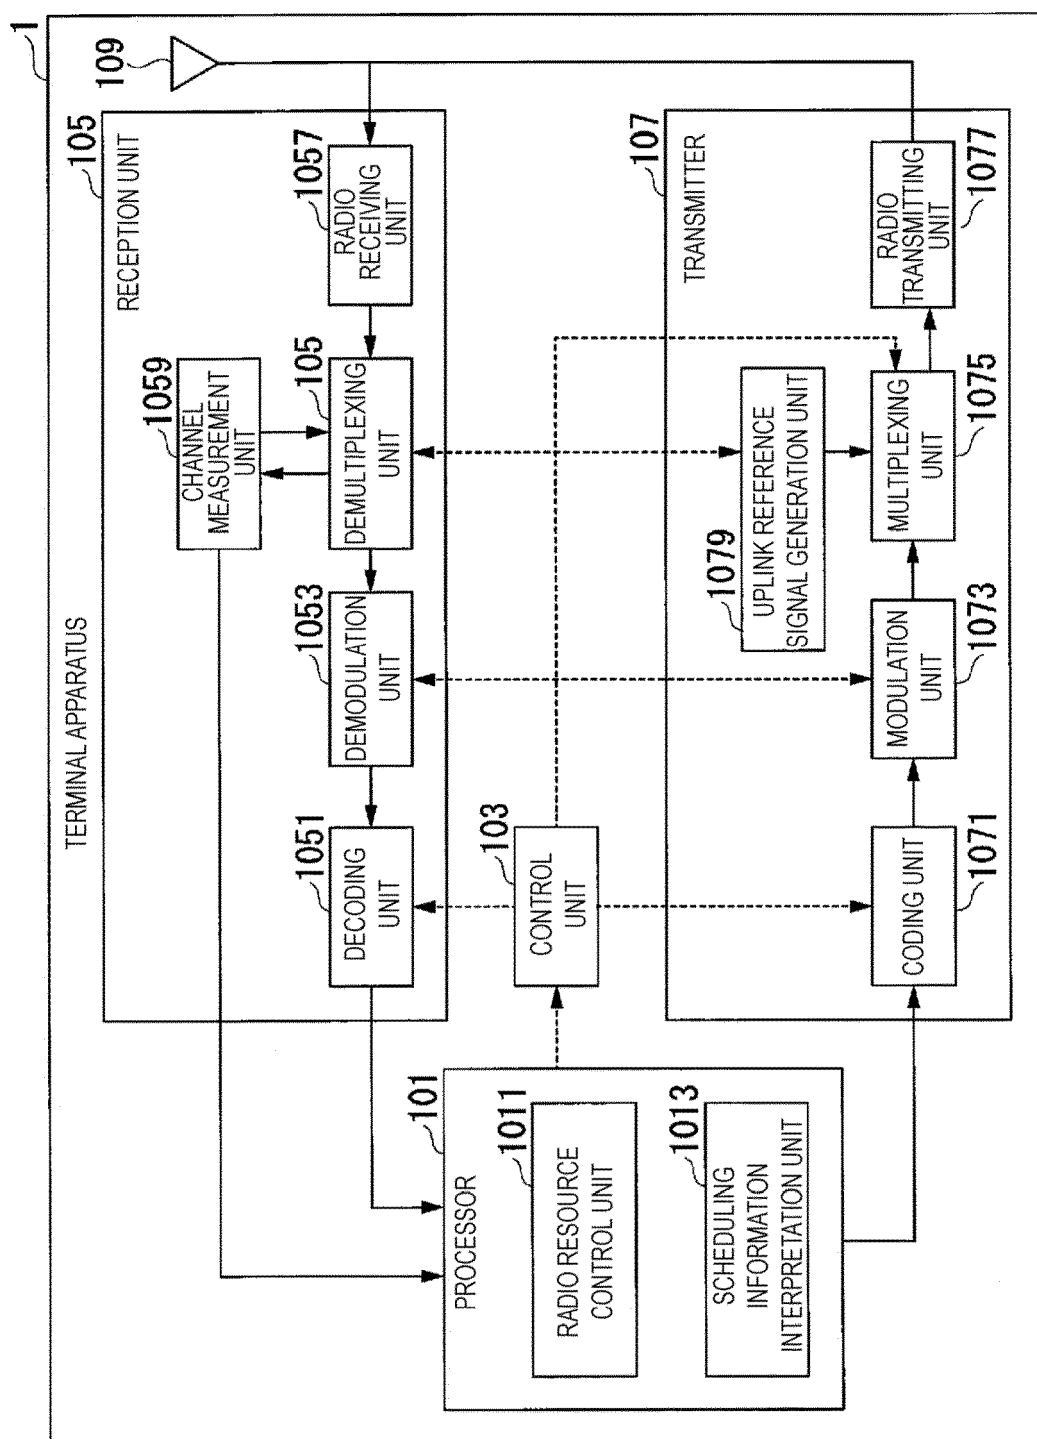 TERMINAL APPARATUS
1
109
105
RECEPTION UNIT
1059
CHANNEL
MEASUREMENT
UNIT
1051
DECODING
UNIT
1053
DEMODULATION
UNIT
105
DEMULTIPLEXING
UNIT
1057
RADIO
RECEIVING
UNIT
101
PROCESSOR
1011
RADIO RESOURCE
CONTROL UNIT
1013
SCHEDULING
INFORMATION
INTERPRETATION UNIT
103
CONTROL
UNIT
107
TRANSMITTER
1079
UPLINK REFERENCE
SIGNAL GENERATION UNIT
CODING UNIT
1071
MODULATION
UNIT
1073
MULTIPLEXING
UNIT
1075
RADIO
TRANSMITTING
UNIT
1077